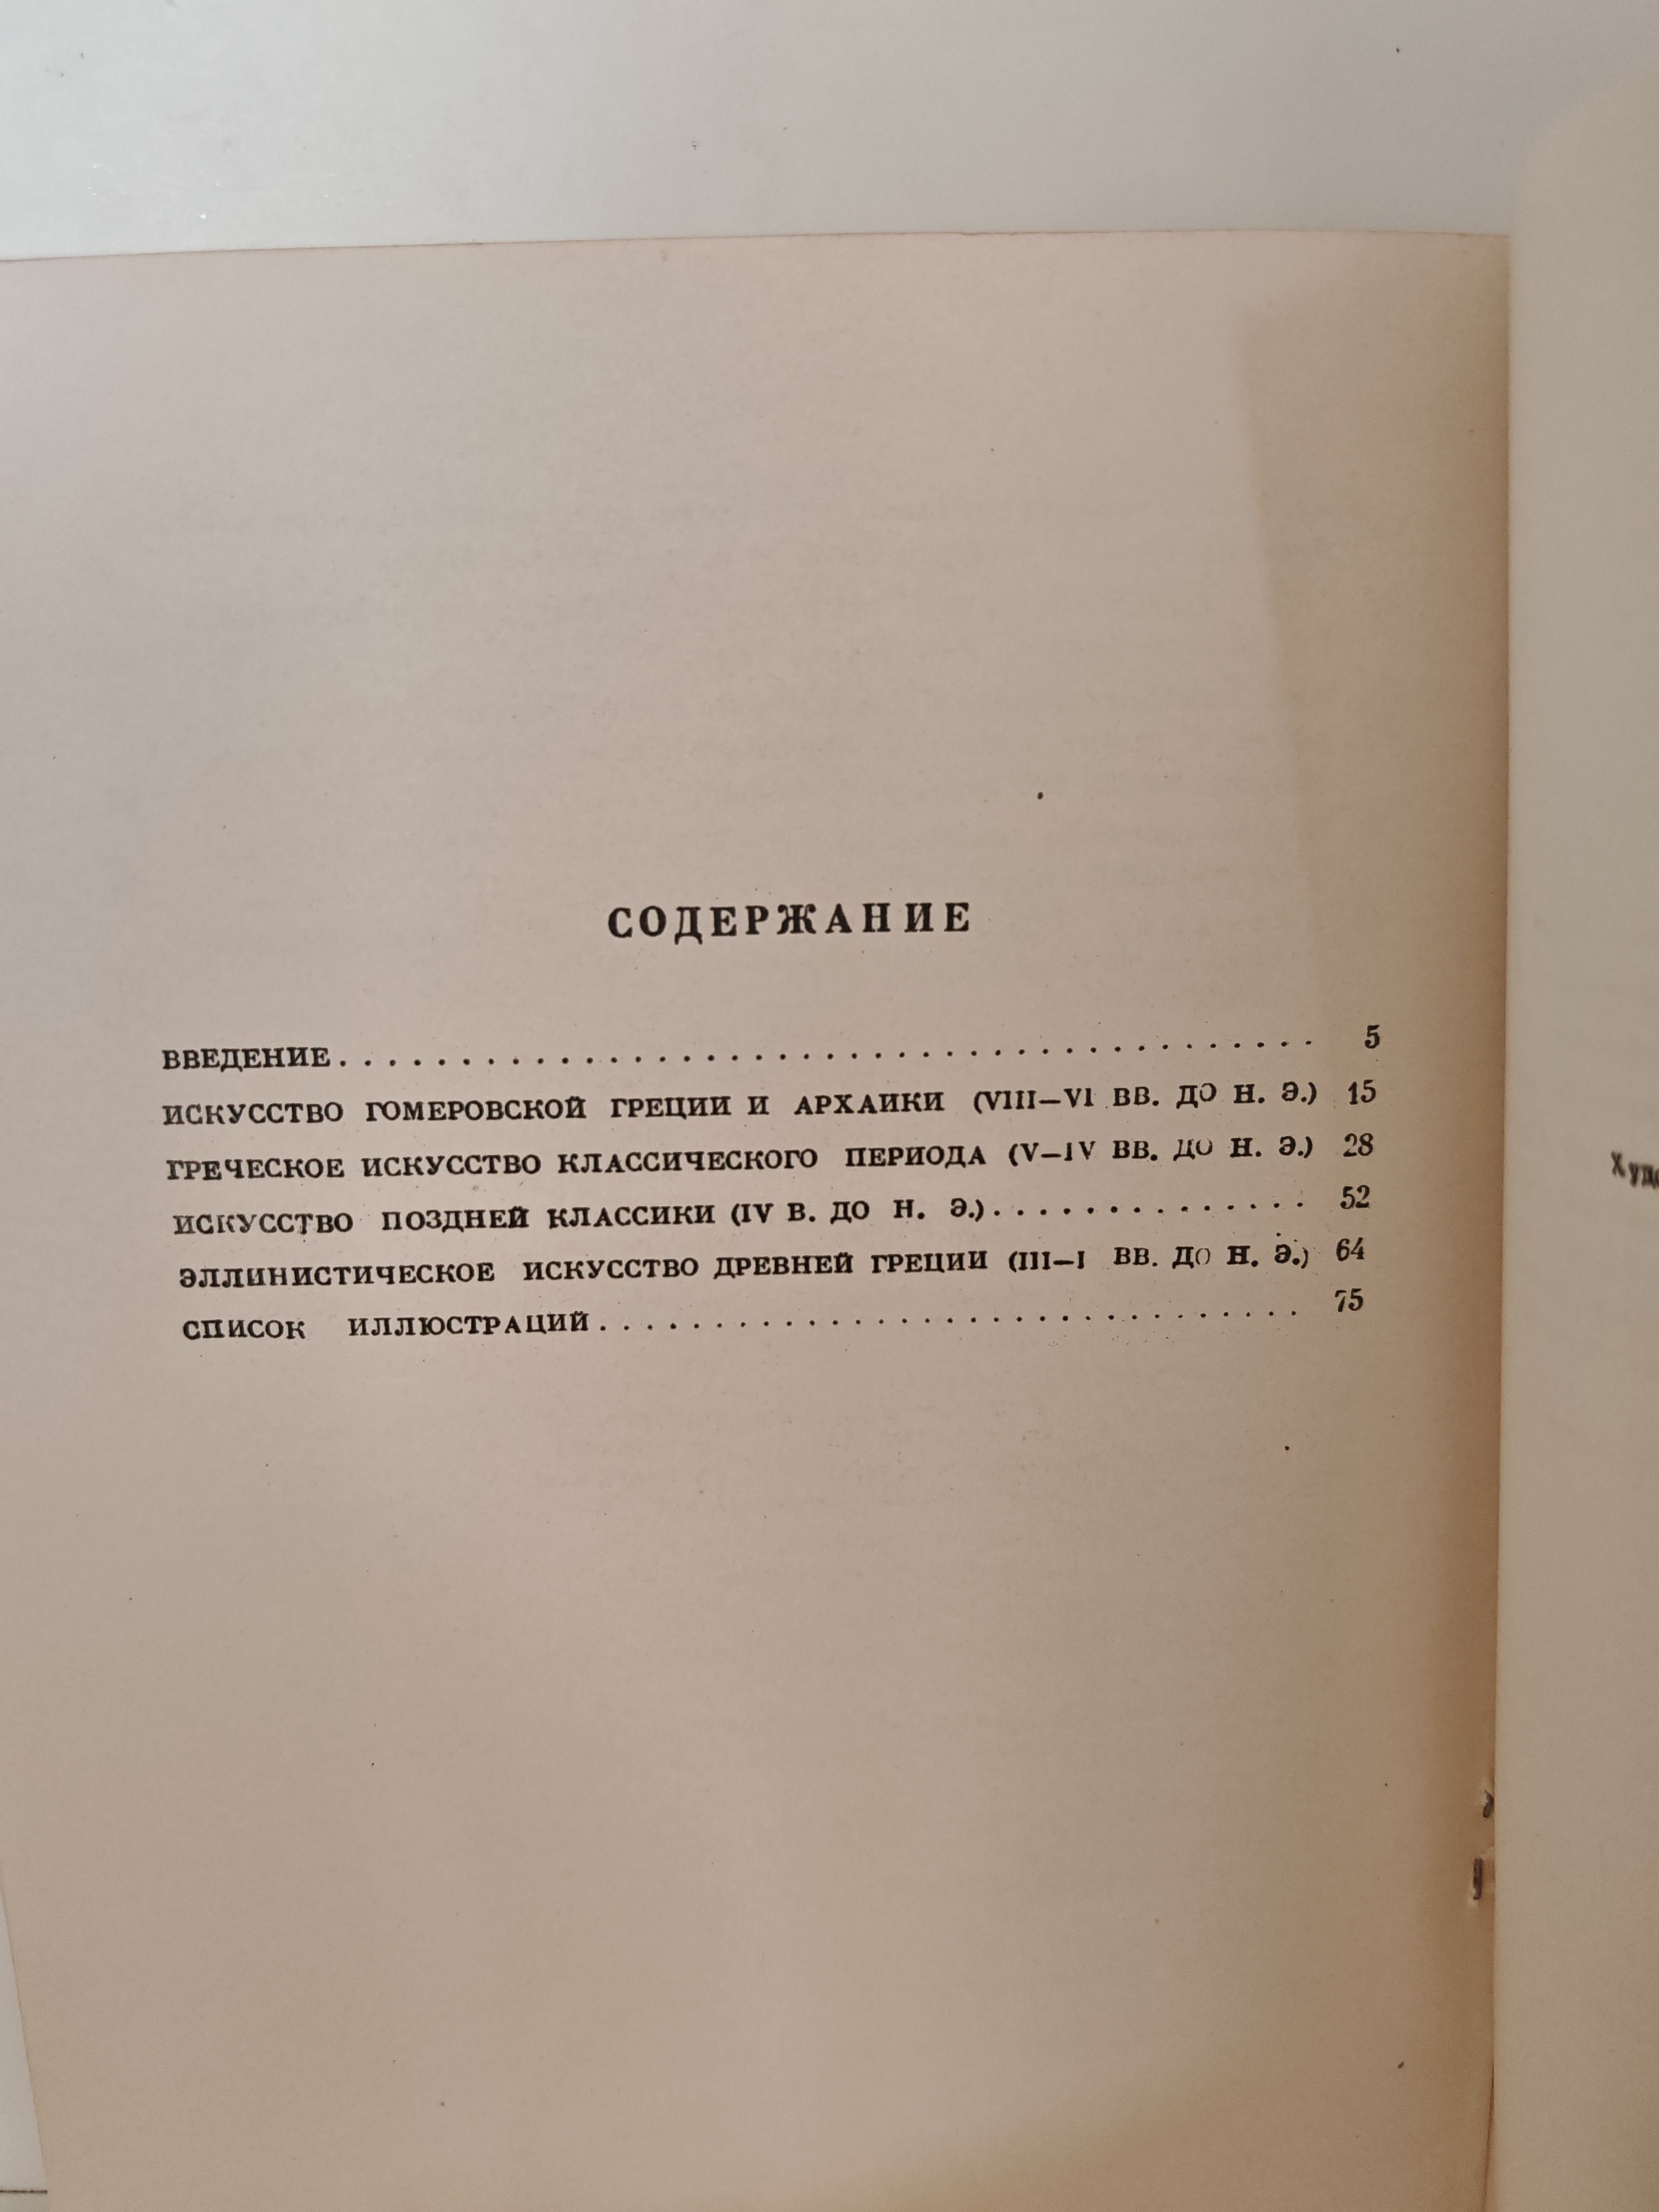 СОДЕРЖАНИЕ
ВВЕДЕНИЕ . . . . . . . . . . . . . . . . . . . . . . . . . . . . . . . . . . . . . . . . 5
ИСКУССТВО ГОМЕРОВСКОЙ ГРЕЦИИ И АРХАИКИ (VIII—VI ВВ. ДО Н. Э.) 15
ГРЕЧЕСКОЕ ИСКУССТВО КЛАССИЧЕСКОГО ПЕРИОДА (V—IV ВВ. ДО Н. Э.) 28
ИСКУССТВО ПОЗДНЕЙ КЛАССИКИ (IV В. ДО Н. Э.) . . . . . . . . . . . . . . 52
ЭЛЛИНИСТИЧЕСКОЕ ИСКУССТВО ДРЕВНЕЙ ГРЕЦИИ (III—I ВВ. ДО Н. Э.) 64
СПИСОК ИЛЛЮСТРАЦИЙ . . . . . . . . . . . . . . . . . . . . . . . . . . . . . . 75